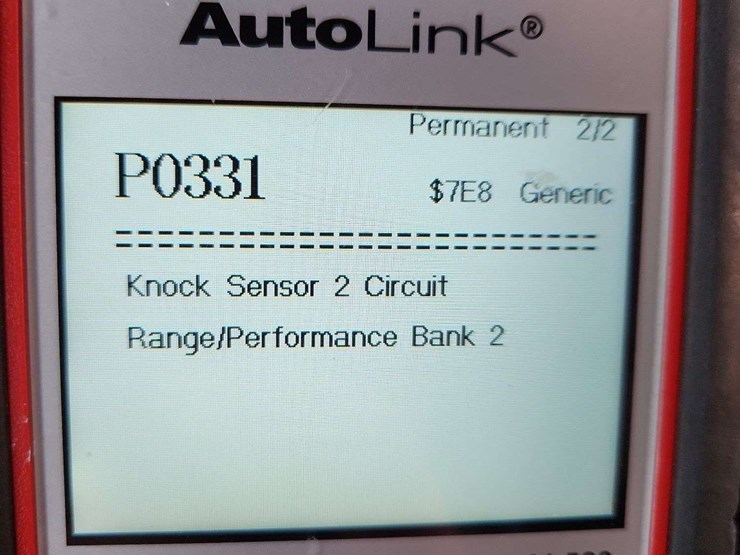 AutoLink®
Permanent 2/2
P0331
$7E8 Generic
==============================
Knock Sensor 2 Circuit
Range/Performance Bank 2